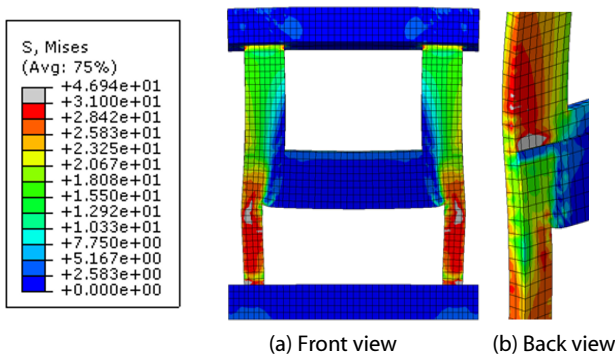 S, Mises
(Avg: 75%)
+4.694e+01
+3.100e+01
+2.842e+01
+2.583e+01
+2.325e+01
+2.067e+01
+1.808e+01
+1.550e+01
+1.292e+01
+1.033e+01
+7.750e+00
+5.167e+00
+2.583e+00
+0.000e+00
(a) Front view
(b) Back view